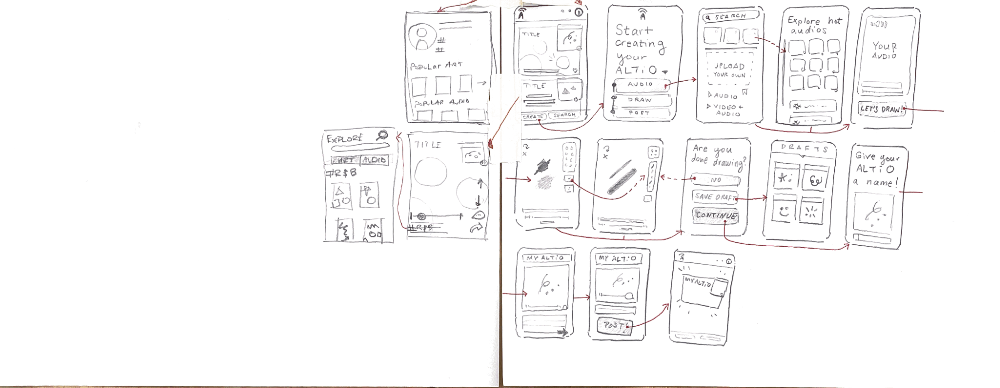 #
#
POPULAR ART
POPULAR AUDIO
EXPLORE
ART
AUDIO
#R$B
TITLE
#R$B
TITLE
TITLE
CREATE
SEARCH
Start
creating
your
ALTiO
AUDIO
DRAW
POST
SEARCH
UPLOAD
YOUR OWN
AUDIO
VIDEO +
AUDIO
Explore hot
audios
YOUR
AUDIO
LET'S DRAW!
Are you
done drawing?
NO
SAVE DRAFT
CONTINUE
DRAFTS
Give your
ALTiO
a name!
MY ALTiO
MY ALTiO
POST!
MY ALTiO